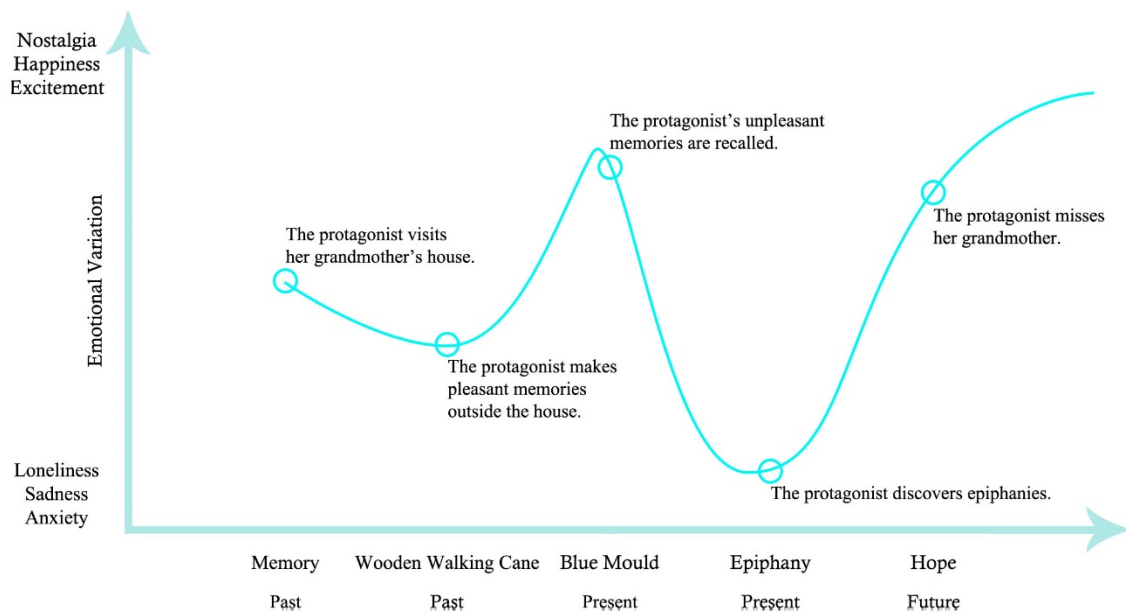 Nostalgia
Happiness
Excitement
Emotional Variation
Loneliness
Sadness
Anxiety
The protagonist visits
her grandmother’s house.
The protagonist makes
pleasant memories
outside the house.
The protagonist’s unpleasant
memories are recalled.
The protagonist discovers epiphanies.
The protagonist misses
her grandmother.
Memory
Wooden Walking Cane
Blue Mould
Epiphany
Hope
Past
Past
Present
Present
Future